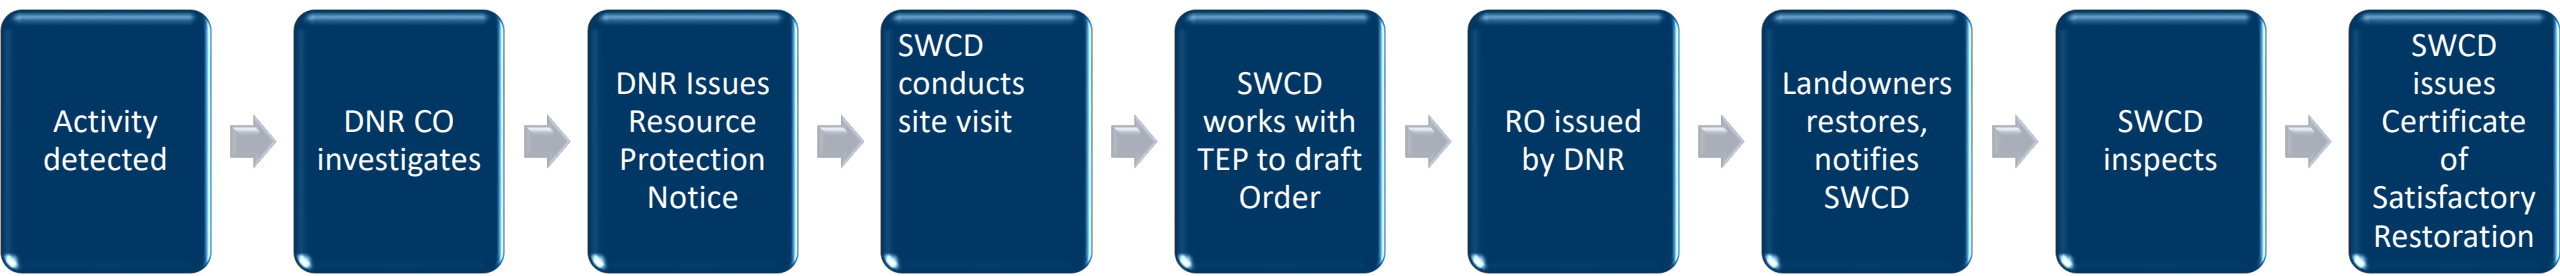 Activity
detected
DNR CO
investigates
DNR Issues
Resource
Protection
Notice
SWCD
conducts
site visit
SWCD
works with
TEP to draft
Order
RO issued
by DNR
Landowners
restores,
notifies
SWCD
SWCD
inspects
SWCD
issues
Certificate
of
Satisfactory
Restoration